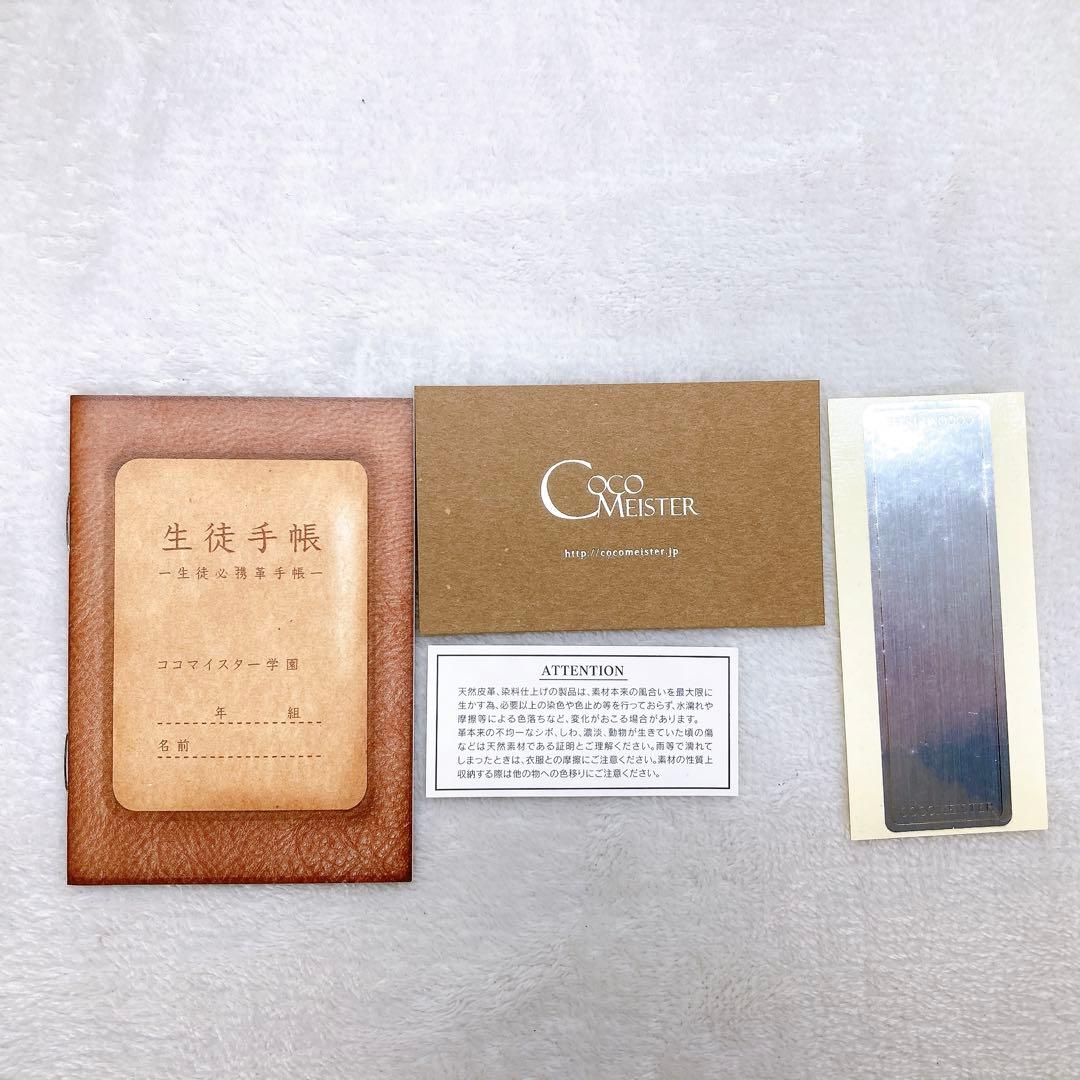 生徒手帳
ー生徒必携革手帳ー
ココマイスター学園
年 組
名前
COCO
MEISTER
http://cocomeister.jp
ATTENTION
天然皮革、染料仕上げの製品は、素材本来の風合いを最大限に
生かす為、必要以上の染色や色止め等を行っておらず、水濡れや
摩擦等による色落ちなど、変化がおこる場合があります。
革本来の不均一なシボ、しわ、濃淡、動物が生きていた頃の傷
などは天然素材である証明とご理解ください。雨等で濡れて
しまったときは、衣服との摩擦にご注意ください。素材の性質上
収納する際は他の物への色移りにご注意ください。
COCOMEISTER
COCOMEISTER